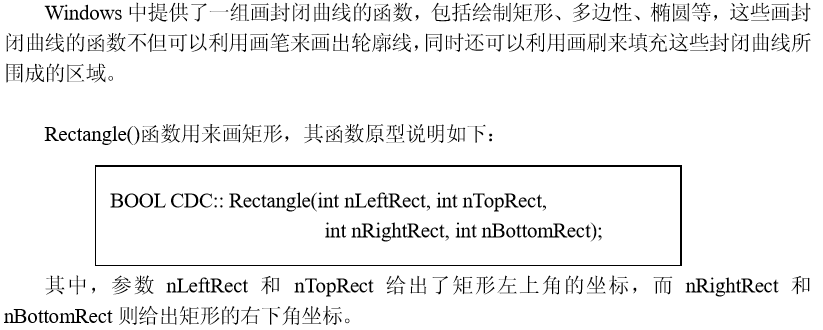 Windows 中提供了一组画封闭曲线的函数，包括绘制矩形、多边性、椭圆等，这些画封
闭曲线的函数不但可以利用画笔来画出轮廓线，同时还可以利用画刷来填充这些封闭曲线所
围成的区域。
Rectangle()函数用来画矩形，其函数原型说明如下：
BOOL CDC:: Rectangle(int nLeftRect, int nTopRect,
int nRightRect, int nBottomRect);
其中，参数 nLeftRect 和 nTopRect 给出了矩形左上角的坐标，而 nRightRect 和
nBottomRect 则给出矩形的右下角坐标。